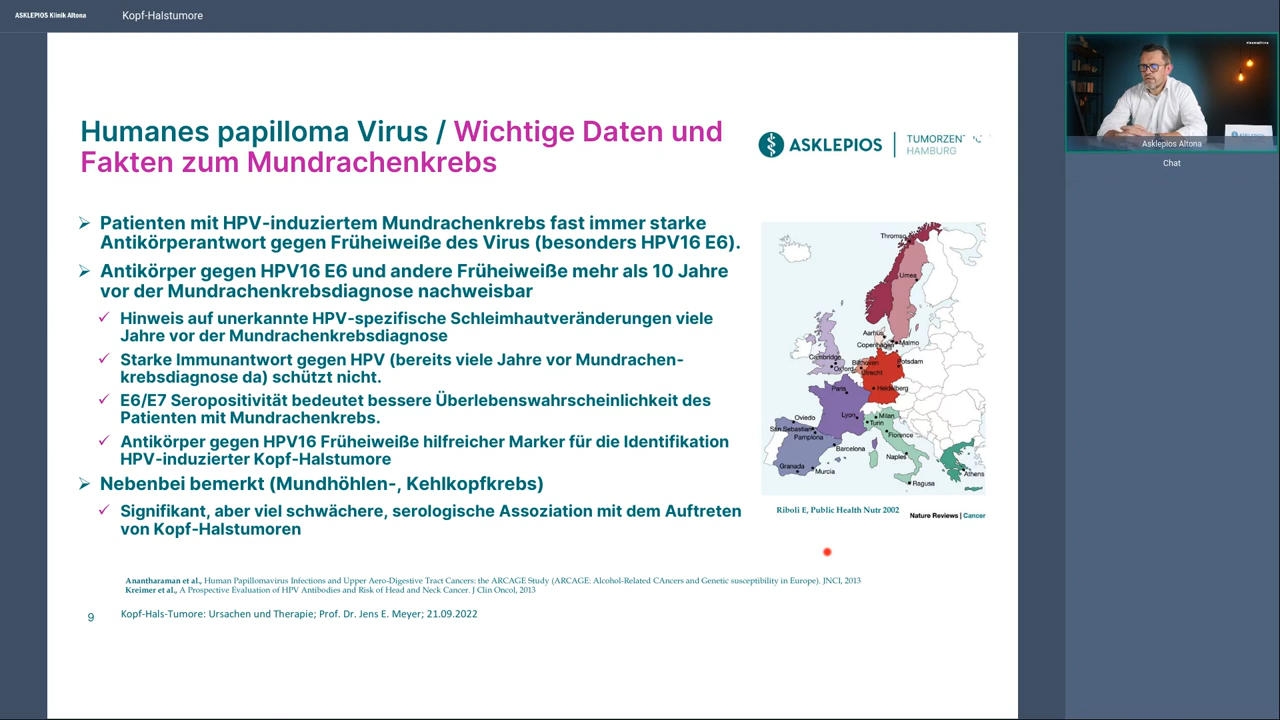 ASKLEPIOS Klinik Altona
Kopf-Halstumore
Humanes papilloma Virus / Wichtige Daten und
Fakten zum Mundrachenkrebs
ASKLEPIOS
HAMBURG
Patienten mit HPV-induziertem Mundrachenkrebs fast immer starke
Antikörperantwort gegen Früheiweiße des Virus (besonders HPV16 E6).
Antikörper gegen HPV16 E6 und andere Früheiweiße mehr als 10 Jahre
vor der Mundrachenkrebsdiagnose nachweisbar
Hinweis auf unerkannte HPV-spezifische Schleimhautveränderungen viele
Jahre vor der Mundrachenkrebsdiagnose
Starke Immunantwort gegen HPV (bereits viele Jahre vor Mundrachen-
krebsdiagnose da) schützt nicht.
E6/E7 Seropositivität bedeutet bessere Überlebenswahrscheinlichkeit des
Patienten mit Mundrachenkrebs.
Antikörper gegen HPV16 Früheiweiße hilfreicher Marker für die Identifikation
HPV-induzierter Kopf-Halstumore
Nebenbei bemerkt (Mundhöhlen-, Kehlkopfkrebs)
Signifikant, aber viel schwächere, serologische Assoziation mit dem Auftreten
von Kopf-Halstumoren
Thromso
Umea
Aarhus
Copenhagen
Malmo
Cambridge
Oxford
Bilthoven
Utrecht
Potsdam
Paris
Heidelberg
Lyon
Milan
Turin
Florence
Oviedo
San Sebastian
Pamplona
Barcelona
Naples
Granada
Murcia
Athens
Ragusa
Riboli E, Public Health Nutr 2002
Nature Reviews | Cancer
Anantharaman et al., Human Papillomavirus Infections and Upper Aero-Digestive Tract Cancers: the ARCAGE Study (ARCAGE: Alcohol-Related CAncers and Genetic susceptibility in Europe). JNCI, 2013
Kreimer et al., A Prospective Evaluation of HPV Antibodies and Risk of Head and Neck Cancer. J Clin Oncol, 2013
9
Kopf-Hals-Tumore: Ursachen und Therapie; Prof. Dr. Jens E. Meyer; 21.09.2022
Asklepios Altona
Chat